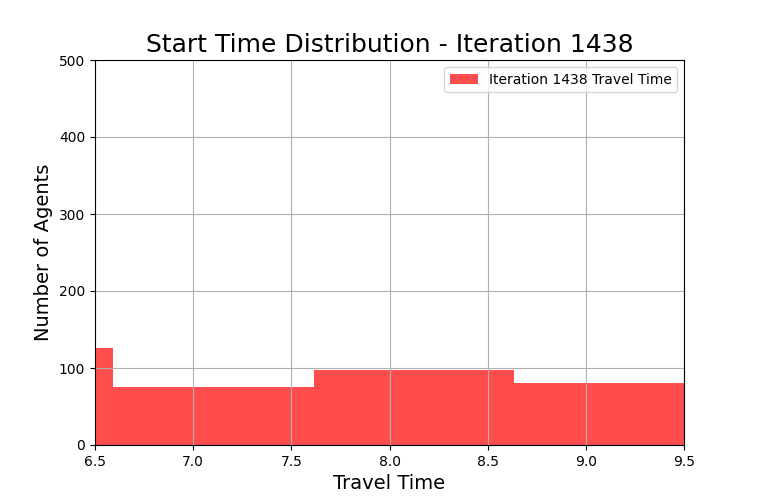 Start Time Distribution - Iteration 1438
Iteration 1438 Travel Time
Number of Agents
500
400
300
200
100
0
6.5 7.0 7.5 8.0 8.5 9.0 9.5
Travel Time